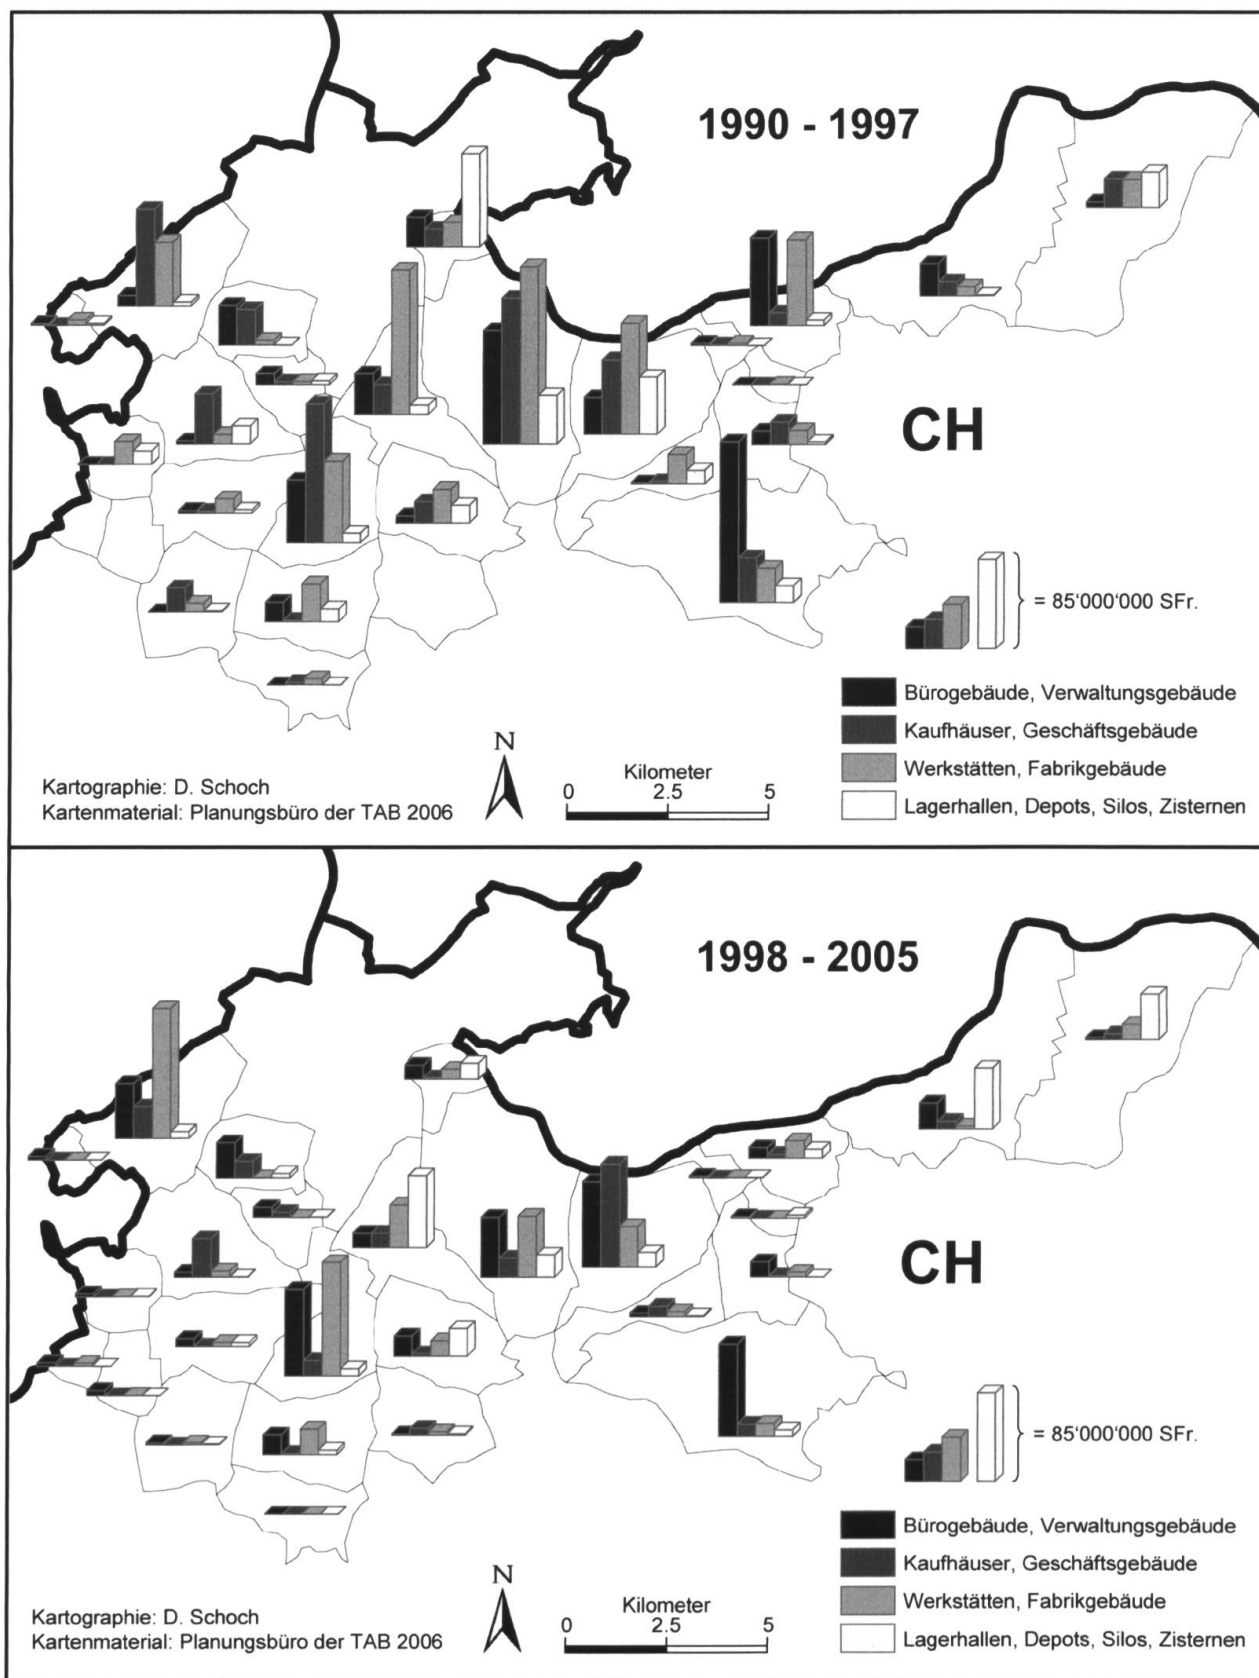 1990 - 1997
CH
= 85'000'000 SFr.
Bürogebäude, Verwaltungsgebäude
Kaufhäuser, Geschäftsgebäude
Werkstätten, Fabrikgebäude
Lagerhallen, Depots, Silos, Zisternen
N
Kilometer
0 2.5 5
Kartographie: D. Schoch
Kartenmaterial: Planungsbüro der TAB 2006
1998 - 2005
CH
= 85'000'000 SFr.
Bürogebäude, Verwaltungsgebäude
Kaufhäuser, Geschäftsgebäude
Werkstätten, Fabrikgebäude
Lagerhallen, Depots, Silos, Zisternen
N
Kilometer
0 2.5 5
Kartographie: D. Schoch
Kartenmaterial: Planungsbüro der TAB 2006